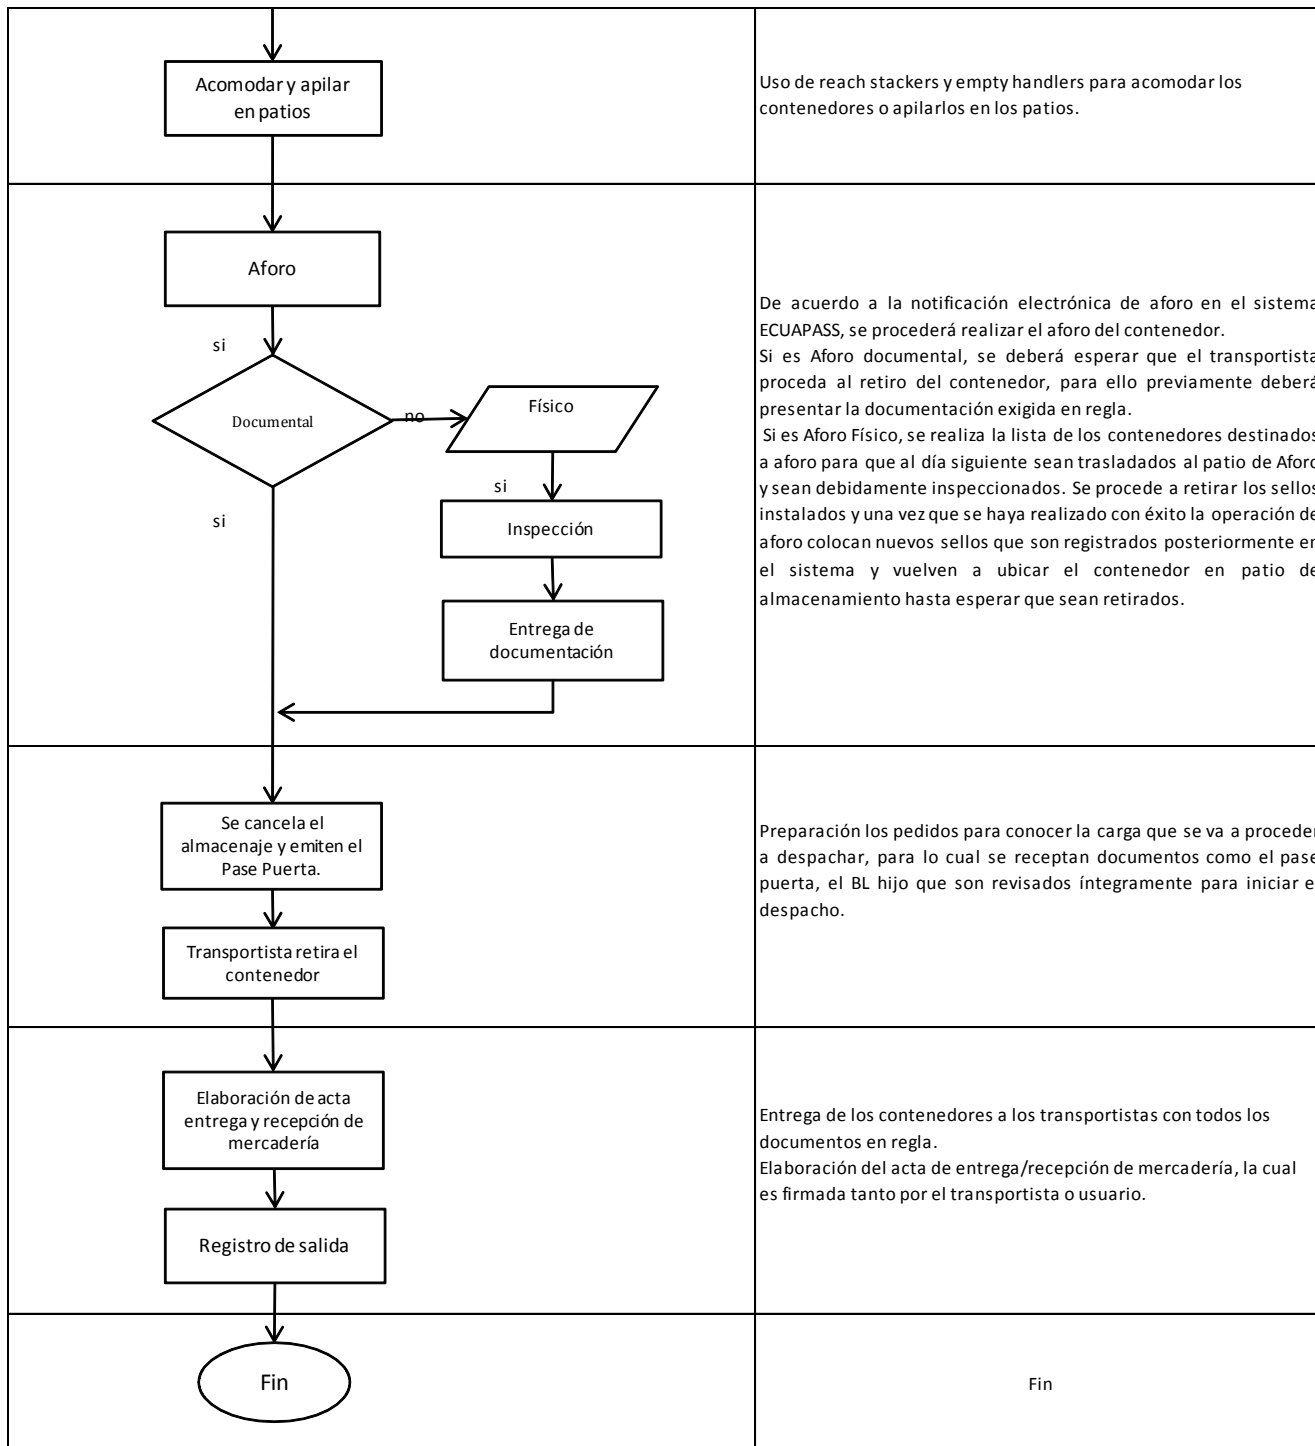 Acomodar y apilar
en patios
Uso de reach stackers y empty handlers para acomodar los
contenedores o apilarlos en los patios.
Aforo
si
Documental
no
Físico
si
Inspección
si
Entrega de
documentación
De acuerdo a la notificación electrónica de aforo en el sistema
ECUAPASS, se procederá realizar el aforo del contenedor.
Si es Aforo documental, se deberá esperar que el transportista
proceda al retiro del contenedor, para ello previamente deberá
presentar la documentación exigida en regla.
Si es Aforo Físico, se realiza la lista de los contenedores destinados
a aforo para que al día siguiente sean trasladados al patio de Aforo
y sean debidamente inspeccionados. Se procede a retirar los sellos
instalados y una vez que se haya realizado con éxito la operación de
aforo colocan nuevos sellos que son registrados posteriormente en
el sistema y vuelven a ubicar el contenedor en patio de
almacenamiento hasta esperar que sean retirados.
Se cancela el
almacenaje y emiten el
Pase Puerta.
Transportista retira el
contenedor
Preparación los pedidos para conocer la carga que se va a proceder
a despachar, para lo cual se receptan documentos como el pase
puerta, el BL hijo que son revisados íntegramente para iniciar e
despacho.
Elaboración de acta
entrega y recepción de
mercadería
Registro de salida
Entrega de los contenedores a los transportistas con todos los
documentos en regla.
Elaboración del acta de entrega/recepción de mercadería, la cual
es firmada tanto por el transportista o usuario.
Fin
Fin